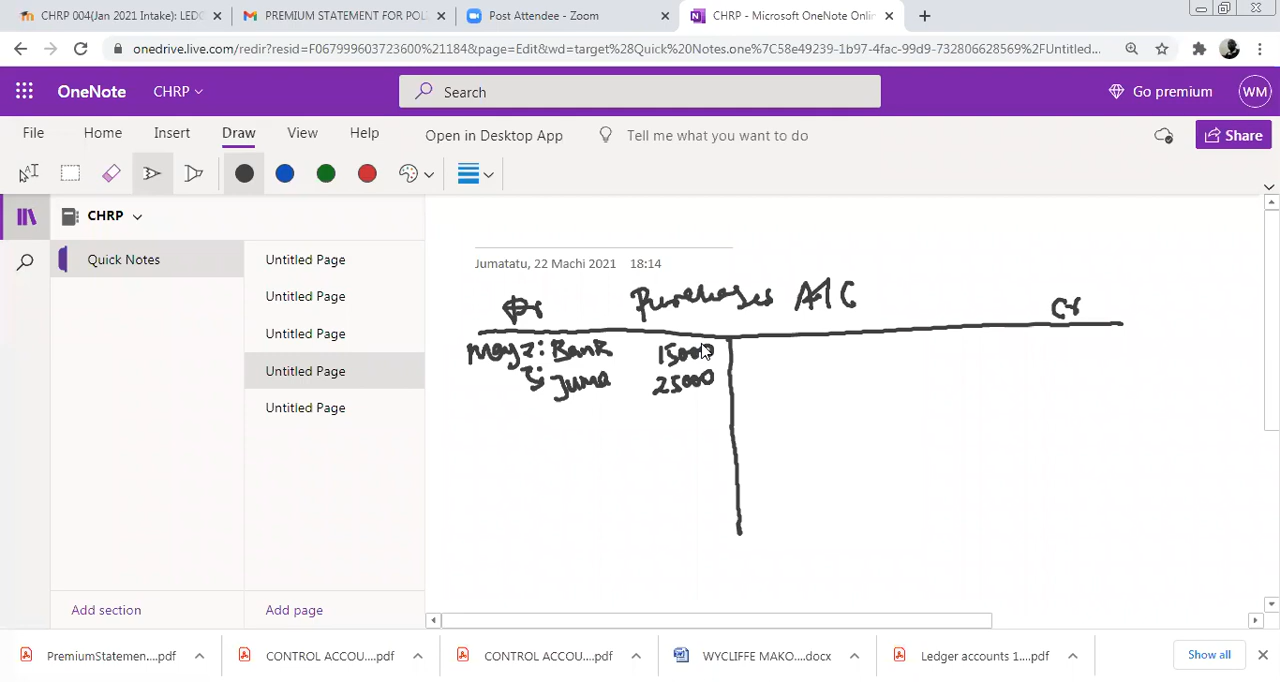 CHRP 004(Jan 2021 Intake): LEDG
PREMIUM STATEMENT FOR POL
Post Attendee - Zoom
CHRP - Microsoft OneNote Onlin
onedrive.live.com/redir?resid=F067999603723600%21184&page=Edit&wd=target%28Quick%20Notes.one%7C58e49239-1b97-4fac-99d9-732806628569%2FUntitled...
OneNote CHRP Search Go premium WM
File Home Insert Draw View Help Open in Desktop App Tell me what you want to do Share
CHRP
Quick Notes
Untitled Page
Untitled Page
Untitled Page
Untitled Page
Untitled Page
Add section Add page
Jumatatu, 22 Machi 2021 18:14
Dr Purchases A/C Cr
May 2: Bank 15000
5: Juma 25000
PremiumStatemen....pdf CONTROL ACCOU....pdf CONTROL ACCOU....pdf WYCLIFFE MAKO....docx Ledger accounts 1....pdf Show all